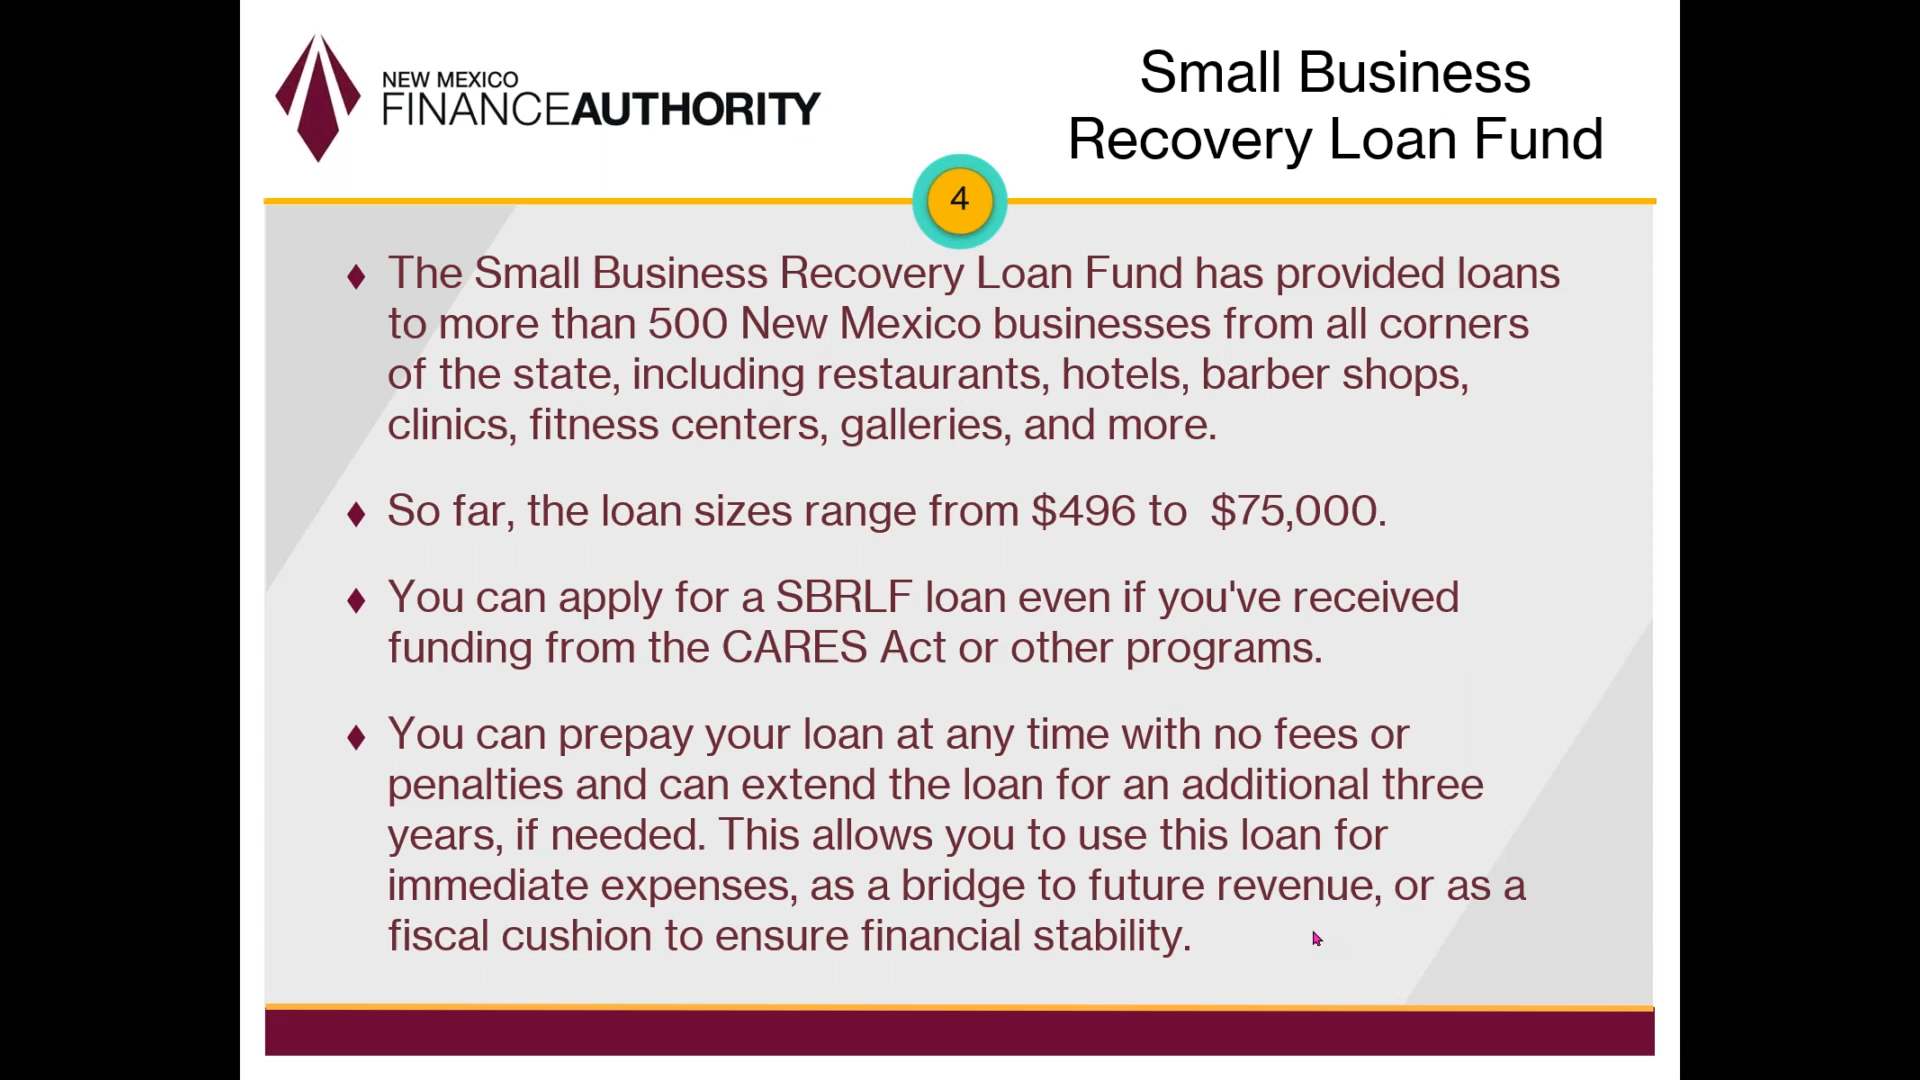 NEW MEXICO
FINANCEAUTHORITY
Small Business
Recovery Loan Fund
4
The Small Business Recovery Loan Fund has provided loans
to more than 500 New Mexico businesses from all corners
of the state, including restaurants, hotels, barber shops,
clinics, fitness centers, galleries, and more.
So far, the loan sizes range from $496 to  $75,000.
You can apply for a SBRLF loan even if you've received
funding from the CARES Act or other programs.
You can prepay your loan at any time with no fees or
penalties and can extend the loan for an additional three
years, if needed. This allows you to use this loan for
immediate expenses, as a bridge to future revenue, or as a
fiscal cushion to ensure financial stability.